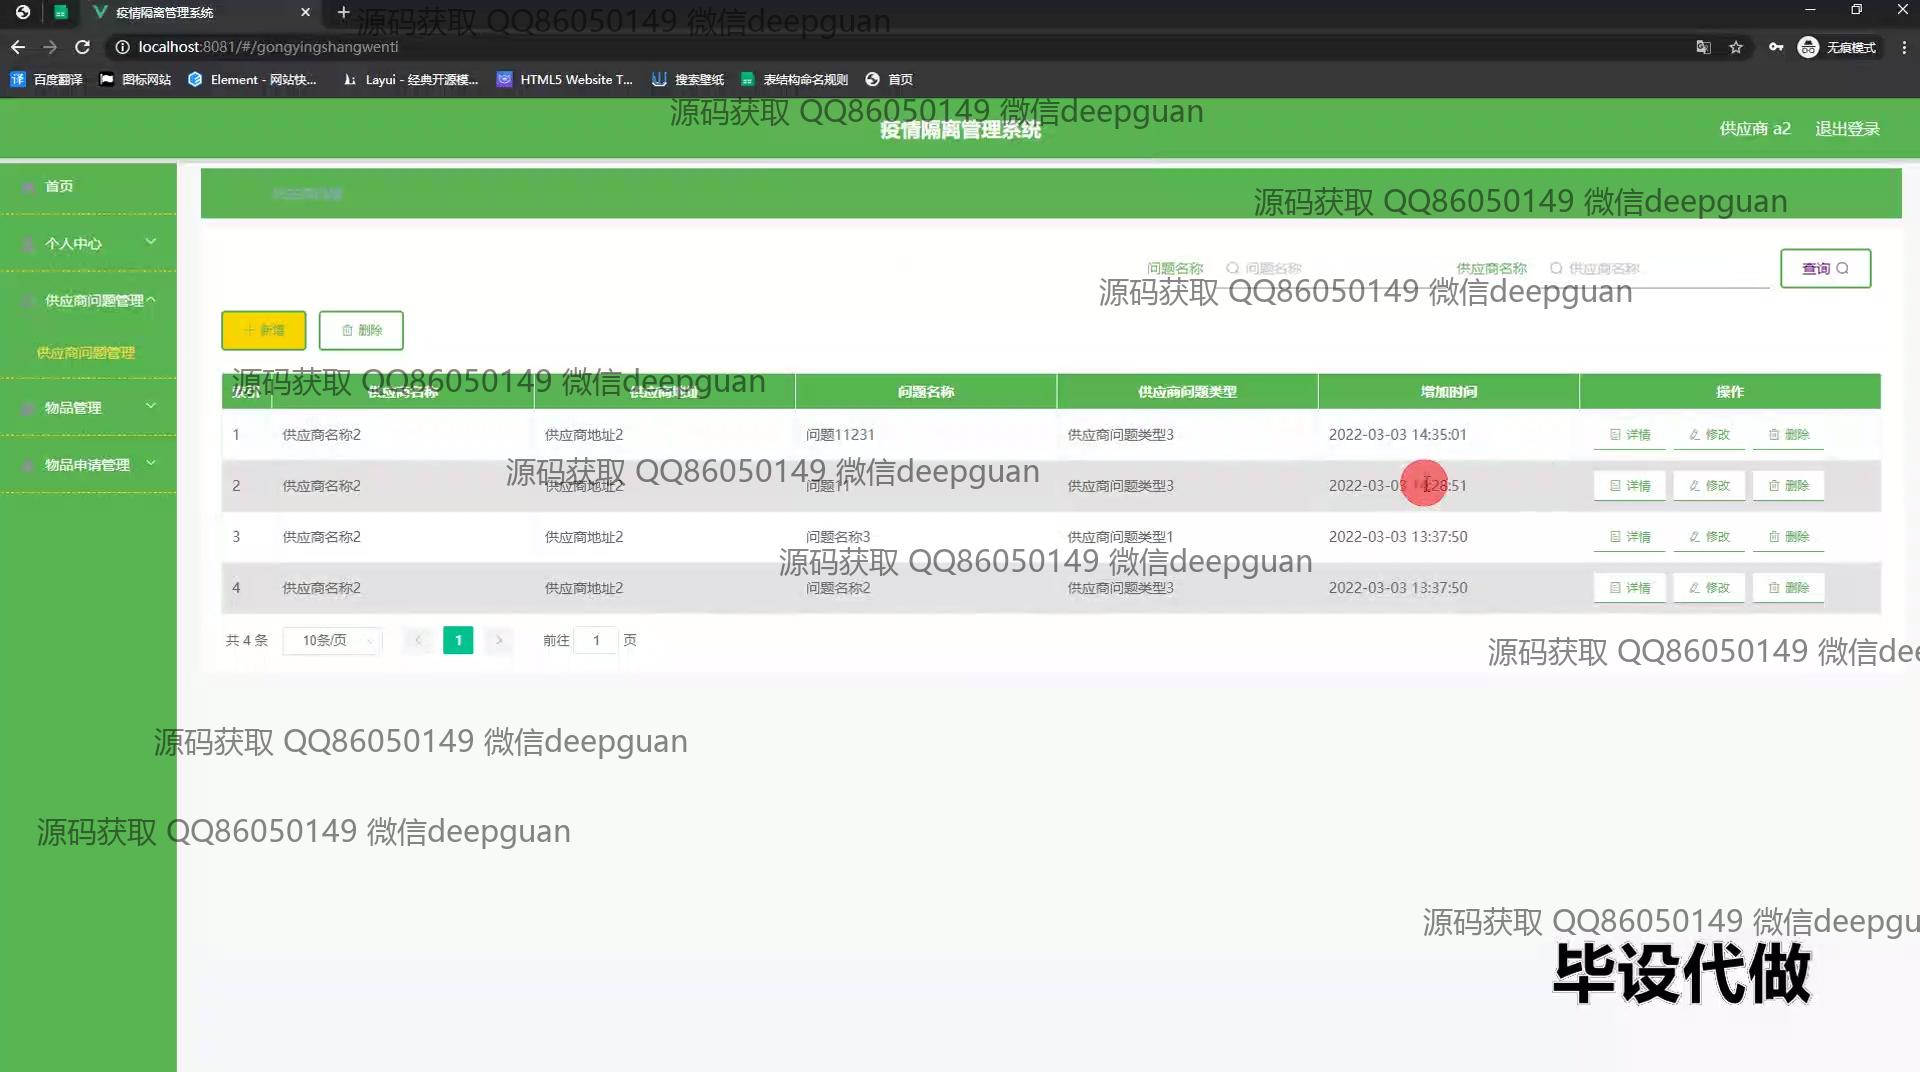 疫情隔离管理系统
源码获取 QQ86050149 微信deepguan
localhost:8081/#/gongyingshangwenti
无痕模式
百度翻译 图标网站 Element - 网站快... Layui - 经典开源模... HTML5 Website T... 搜索壁纸 表结构命名规则 首页
源码获取 QQ86050149 微信deepguan
疫情隔离管理系统
供应商 a2 退出登录
首页
源码获取 QQ86050149 微信deepguan
个人中心
问题名称 问题名称 供应商名称 供应商名称 查询
源码获取 QQ86050149 微信deepguan
供应商问题管理
新增 删除
供应商问题管理
源码获取 QQ86050149 微信deepguan
供应商名称 供应商地址 问题名称 供应商问题类型 增加时间 操作
物品管理
1 供应商名称2 供应商地址2 问题11231 供应商问题类型3 2022-03-03 14:35:01 详情 修改 删除
物品申请管理
源码获取 QQ86050149 微信deepguan
2 供应商名称2 供应商地址2 问题11 供应商问题类型3 2022-03-03 14:28:51 详情 修改 删除
3 供应商名称2 供应商地址2 问题名称3 供应商问题类型1 2022-03-03 13:37:50 详情 修改 删除
源码获取 QQ86050149 微信deepguan
4 供应商名称2 供应商地址2 问题名称2 供应商问题类型3 2022-03-03 13:37:50 详情 修改 删除
共 4 条 10条/页 1 前往 1 页
源码获取 QQ86050149 微信dee
源码获取 QQ86050149 微信deepguan
源码获取 QQ86050149 微信deepguan
源码获取 QQ86050149 微信deepgu
毕设代做